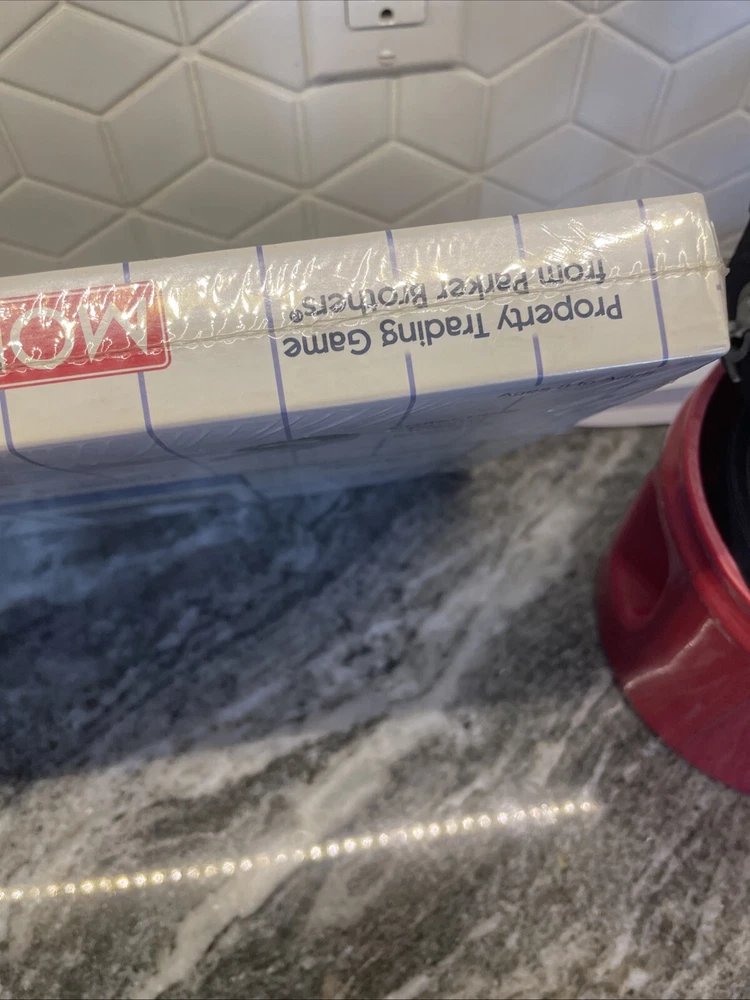 MO
Property Trading Game
from Parker Brothers®